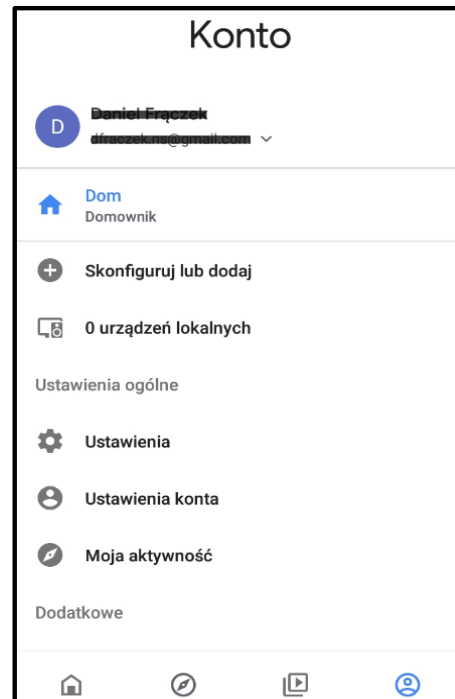 Konto
D
Dom
Domownik
Skonfiguruj lub dodaj
0 urządzeń lokalnych
Ustawienia ogólne
Ustawienia
Ustawienia konta
Moja aktywność
Dodatkowe